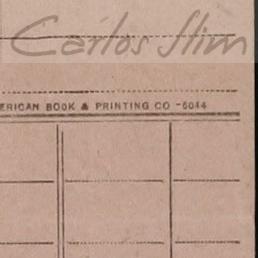 Carlos Slim
ERICAN BOOK & PRINTING CO -6044